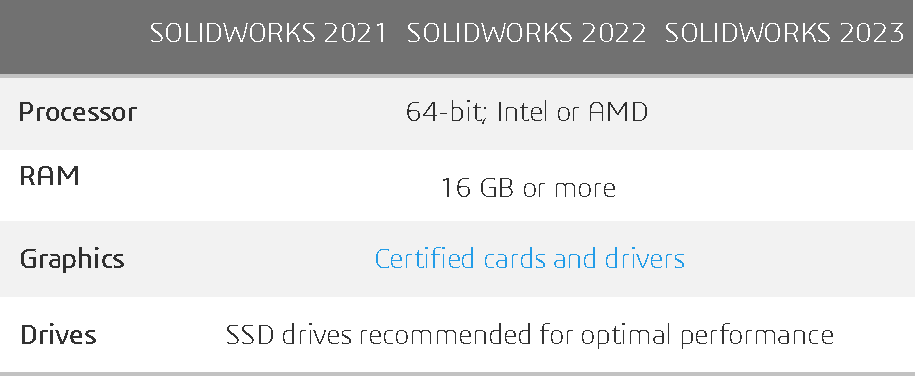 SOLIDWORKS 2021 SOLIDWORKS 2022 SOLIDWORKS 2023
Processor 64-bit; Intel or AMD
RAM 16 GB or more
Graphics Certified cards and drivers
Drives SSD drives recommended for optimal performance